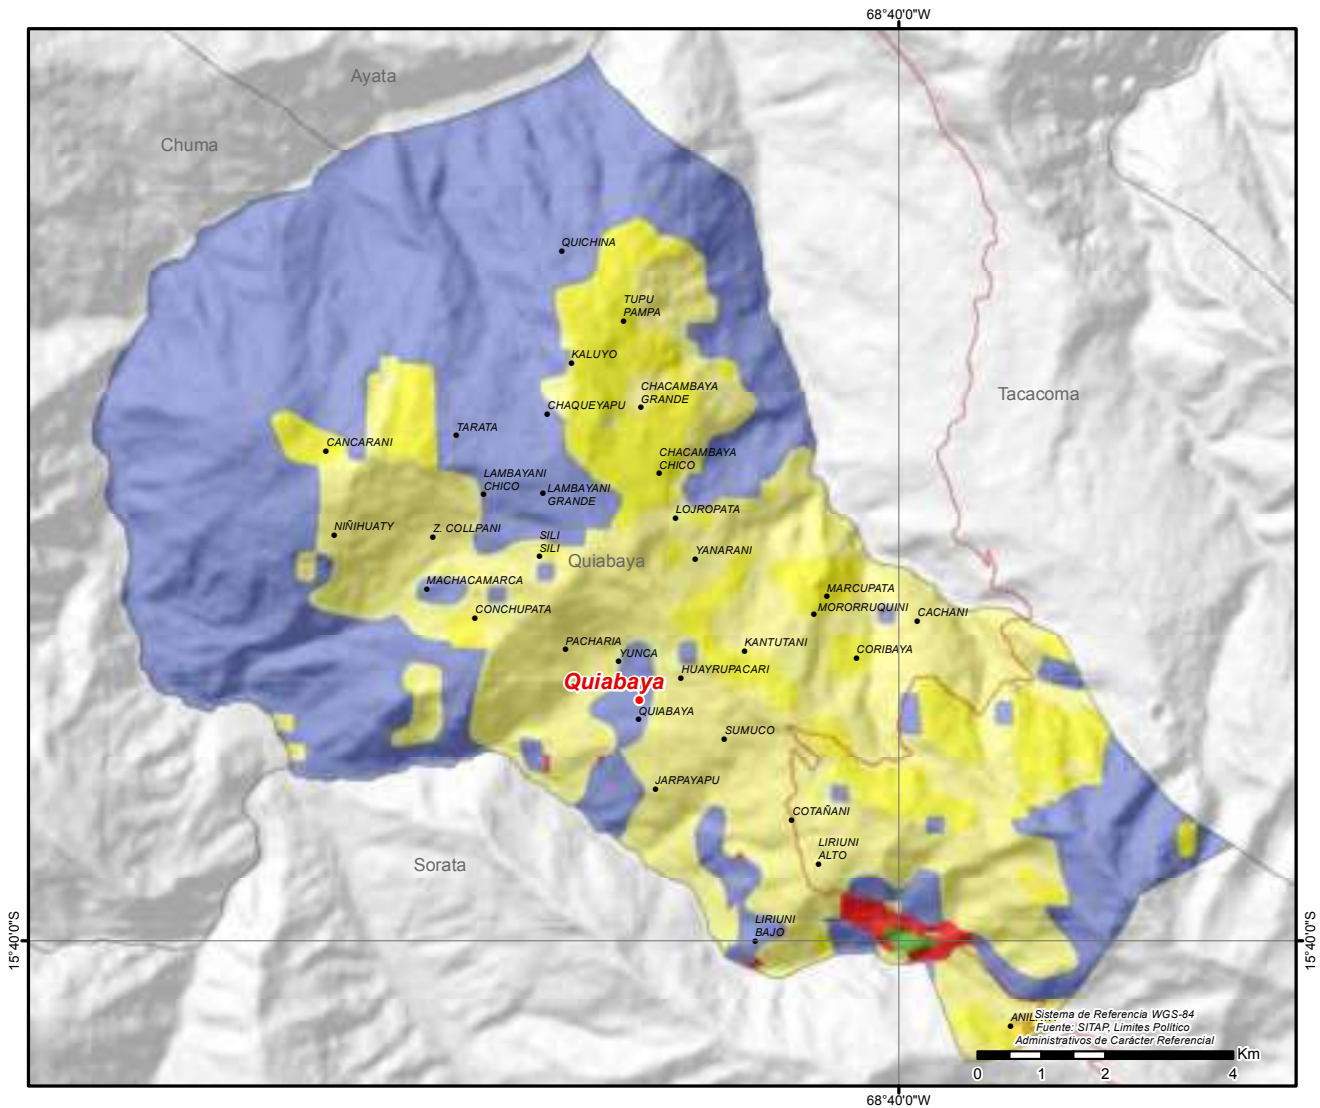 68°40'0"W
Ayata
Chuma
QUICHINA
TUPU
PAMPA
KALUYO
CHACAMBAYA
GRANDE
Tacacoma
CHAQUEYAPU
TARATA
CANCARANI
CHACAMBAYA
CHICO
LAMBAYANI
CHICO
LAMBAYANI
GRANDE
LOJROPATA
NIÑIHUATY
Z. COLLPANI
SILI
SILI
Quiabaya
YANARANI
MACHACAMARCA
MARCUPATA
MORORRUQUINI
CACHANI
CONCHUPATA
PACHARIA
YUNCA
KANTUTANI
CORIBAYA
HUAYRUPACARI
Quiabaya
QUIABAYA
SUMUCO
JARPAYAPU
COTAÑANI
LIRIUNI
ALTO
Sorata
LIRIUNI
BAJO
15°40'0"S
15°40'0"S
Sistema de Referencia WGS-84
Fuente: SITAP, Limites Político
Administrativos de Carácter Referencial
Km
0 1 2 4
68°40'0"W